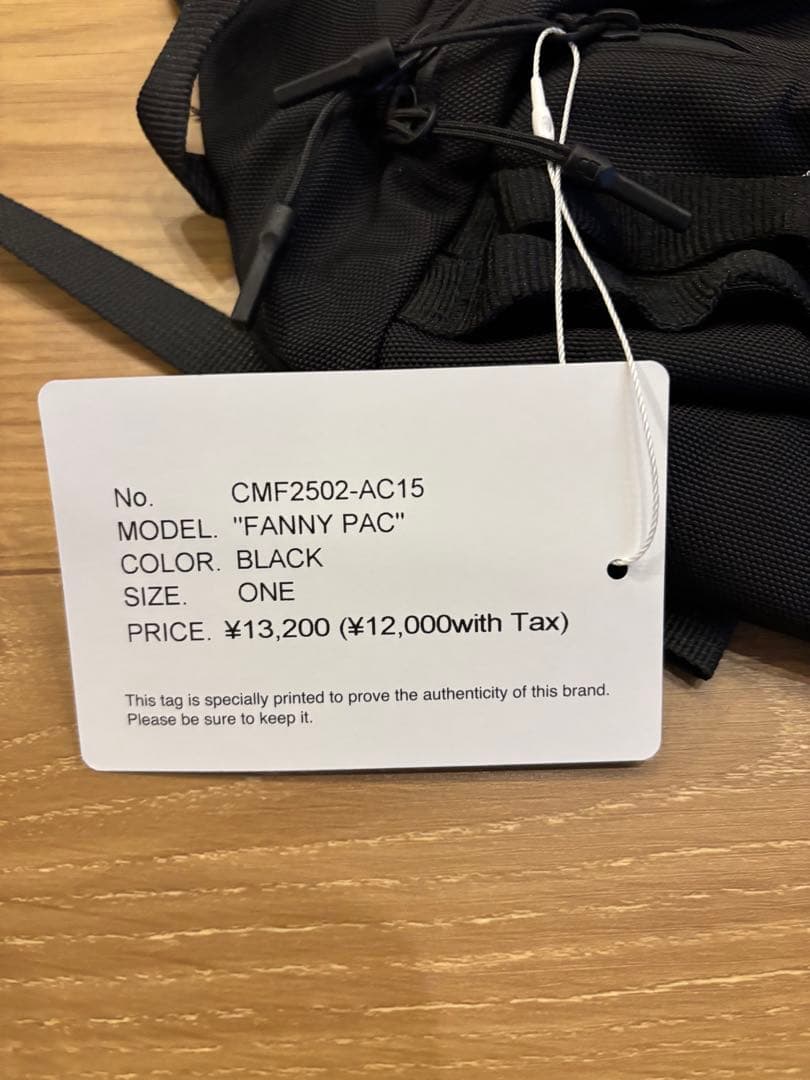 No. CMF2502-AC15
MODEL. "FANNY PAC"
COLOR. BLACK
SIZE. ONE
PRICE. ¥13,200 (¥12,000with Tax)
This tag is specially printed to prove the authenticity of this brand.
Please be sure to keep it.